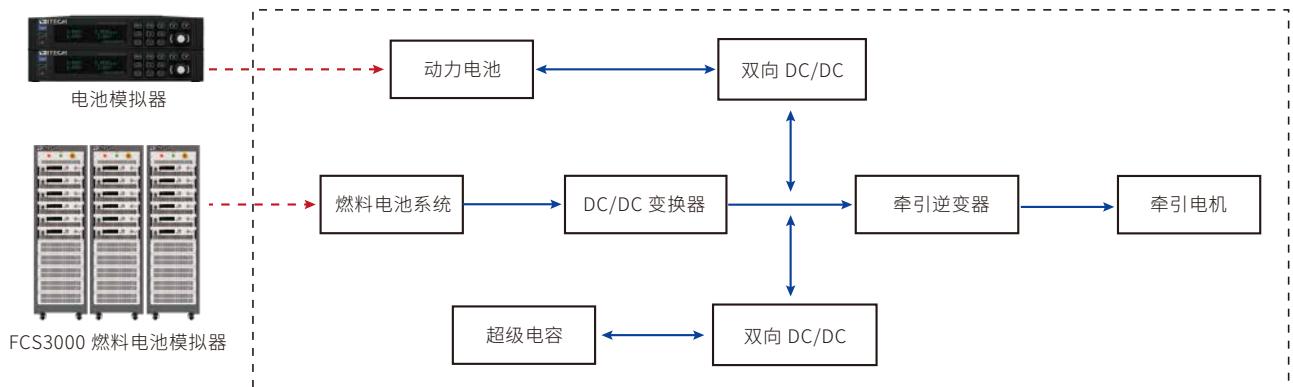 ITECH
动力电池
双向 DC/DC
电池模拟器
燃料电池系统
DC/DC 变换器
牵引逆变器
牵引电机
FCS3000 燃料电池模拟器
超级电容
双向 DC/DC